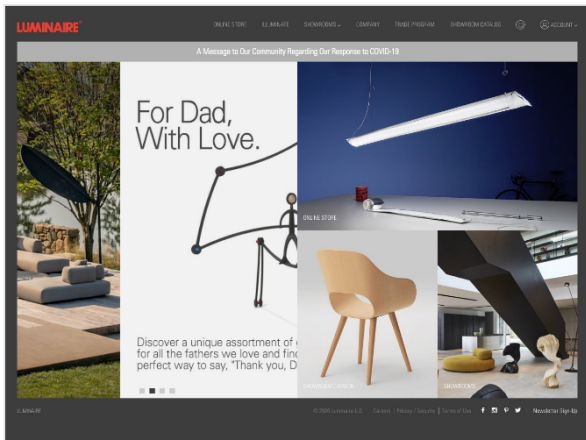 LUMINAIRE®
ONLINE STORE ILLUMINATE SHOWROOMS COMPANY TRADE PROGRAM SHOWROOM CATALOG ACCOUNT
A Message to Our Community Regarding Our Response to COVID-19
For Dad,
With Love.
Discover a unique assortment of
for all the fathers we love and find
perfect way to say, "Thank you, D
ONLINE STORE
SHOWROOMS
LUMINAIRE
© 2020 Luminaire LLC Careers | Privacy / Security | Terms of Use Newsletter Sign-Up